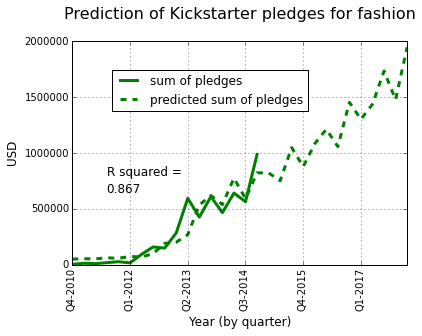 Prediction of Kickstarter pledges for fashion
2000000
1500000
1000000
500000
0
USD
sum of pledges
predicted sum of pledges
R squared =
0.867
Q4-2010
Q1-2012
Q2-2013
Q3-2014
Q4-2015
Q1-2017
Year (by quarter)